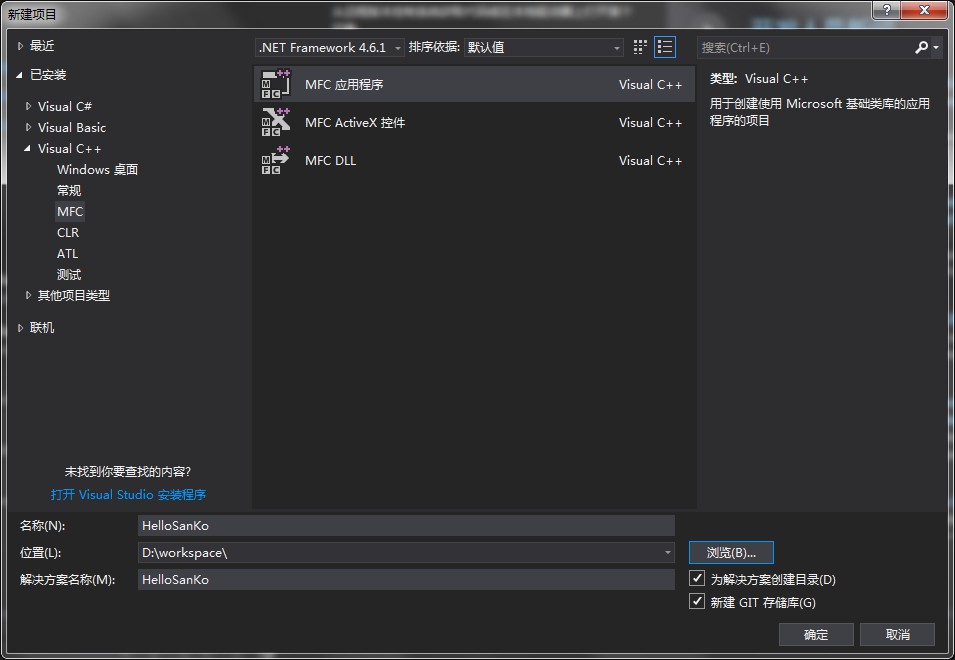 新建项目
最近
已安装
Visual C#
Visual Basic
Visual C++
Windows 桌面
常规
MFC
CLR
ATL
测试
其他项目类型
联机
未找到你要查找的内容?
打开 Visual Studio 安装程序
.NET Framework 4.6.1 排序依据: 默认值
MFC 应用程序 Visual C++
MFC ActiveX 控件 Visual C++
MFC DLL Visual C++
搜索(Ctrl+E)
类型: Visual C++
用于创建使用 Microsoft 基础类库的应用
程序的项目
名称(N): HelloSanKo
位置(L): D:\workspace\ 浏览(B)...
解决方案名称(M): HelloSanKo
为解决方案创建目录(D)
新建 GIT 存储库(G)
确定 取消